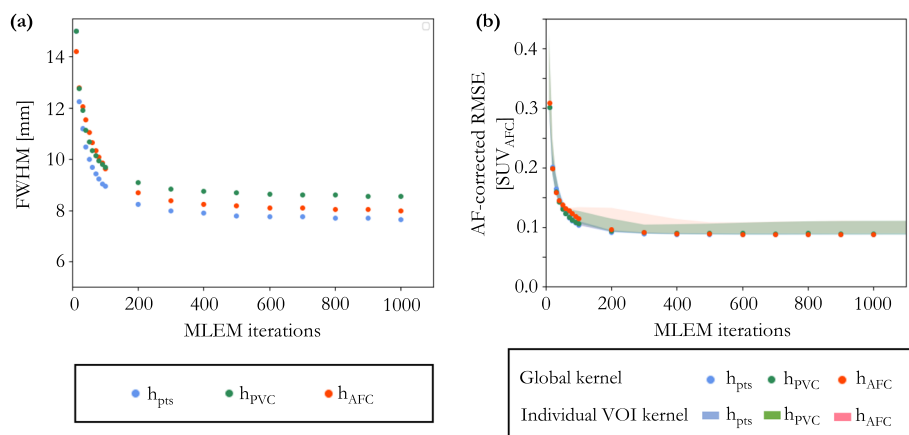 (a)
FWHM [mm]
14
12
10
8
6
0
200
400
600
800
1000
MLEM iterations
h_pts
h_PVC
h_AFC
(b)
AF-corrected RMSE
[SUV_AFC]
0.4
0.3
0.2
0.1
0.0
0
200
400
600
800
1000
MLEM iterations
Global kernel h_pts h_PVC h_AFC
Individual VOI kernel h_pts h_PVC h_AFC